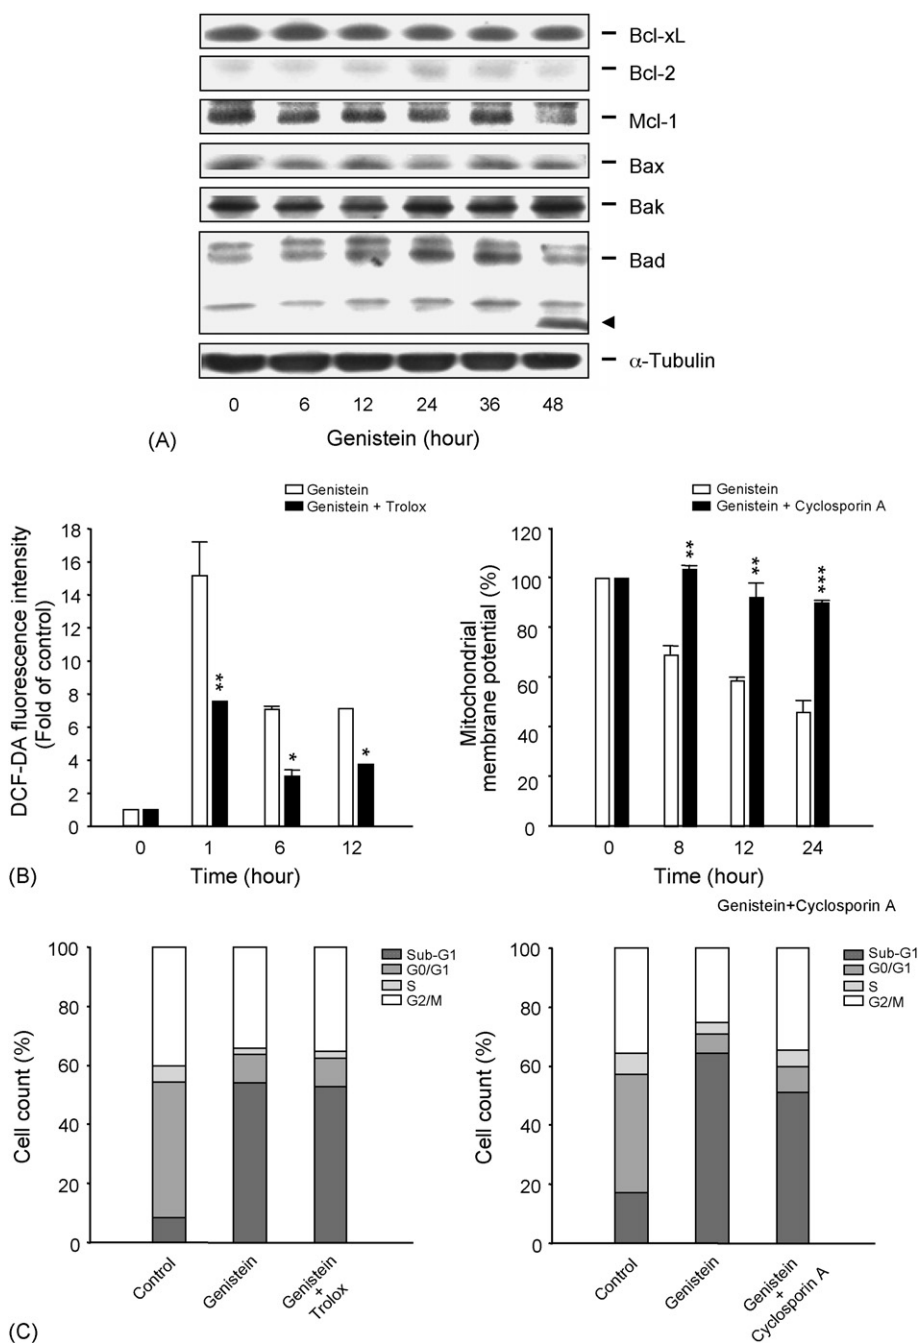 Bcl-xL
Bcl-2
Mcl-1
Bax
Bak
Bad
α-Tubulin
0 6 12 24 36 48
Genistein (hour)
(A)
Genistein
Genistein + Trolox
DCF-DA fluorescence intensity
(Fold of control)
18
16
14
12
10
8
6
4
2
0
**
*
*
0 1 6 12
Time (hour)
(B)
Genistein
Genistein + Cyclosporin A
Mitochondrial
membrane potential (%)
120
100
80
60
40
20
0
**
**
***
0 8 12 24
Time (hour)
Genistein+Cyclosporin A
Cell count (%)
100
80
60
40
20
0
Sub-G1
G0/G1
S
G2/M
Control
Genistein
Genistein
+
Trolox
Cell count (%)
100
80
60
40
20
0
Sub-G1
G0/G1
S
G2/M
Control
Genistein
Genistein
+
Cyclosporin A
(C)